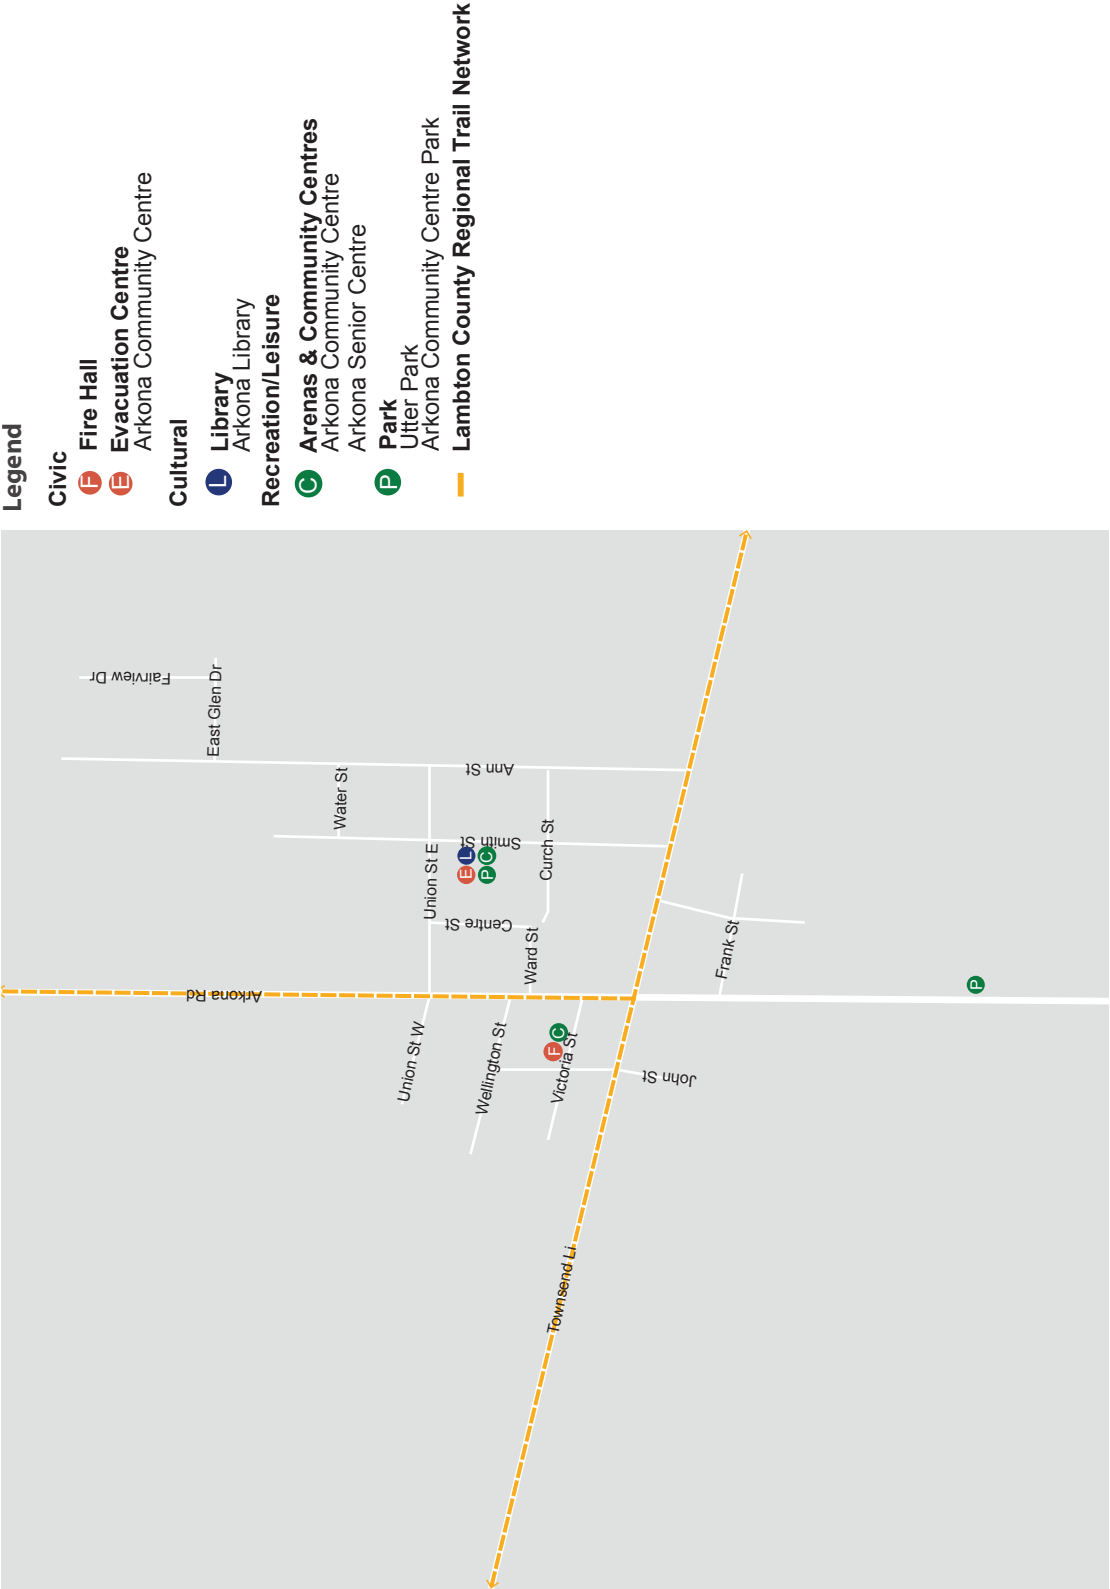 Legend
Civic
F Fire Hall
E Evacuation Centre
Arkona Community Centre
Cultural
L Library
Arkona Library
Recreation/Leisure
C Arenas & Community Centres
Arkona Community Centre
Arkona Senior Centre
P Park
Utter Park
Arkona Community Centre Park
Lambton County Regional Trail Network
Fairview Dr
East Glen Dr
Ann St
Water St
Smith St
Curch St
Union St E
L
C
E
P
Centre St
Ward St
Frank St
Arkona Rd
P
Union St W
Wellington St
C
F
Victoria St
John St
Townsend Li